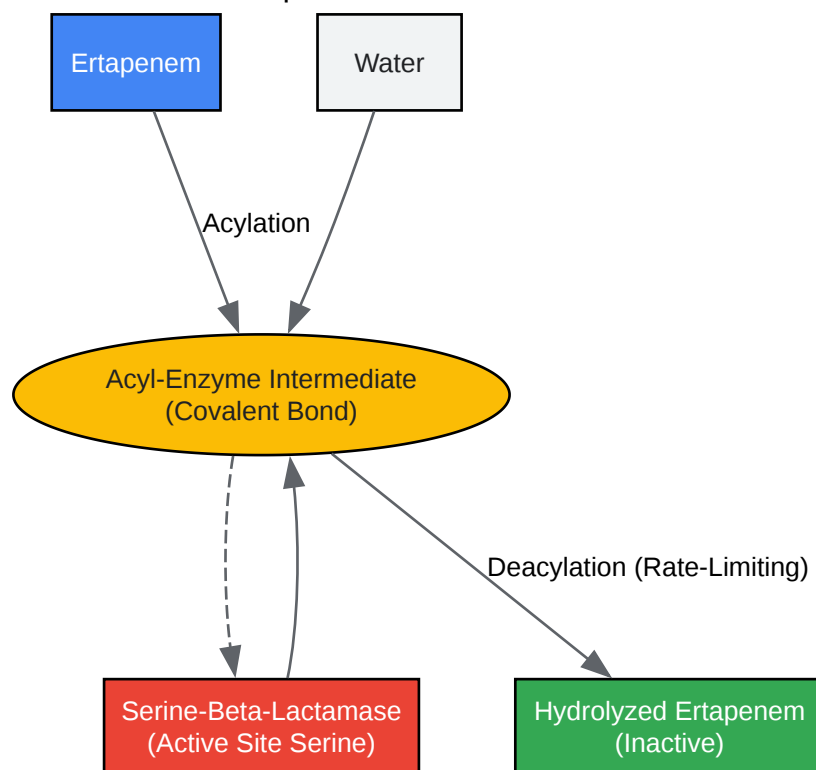 Ertapenem
Water
Acylation
Acyl-Enzyme Intermediate
(Covalent Bond)
Deacylation (Rate-Limiting)
Serine-Beta-Lactamase
(Active Site Serine)
Hydrolyzed Ertapenem
(Inactive)